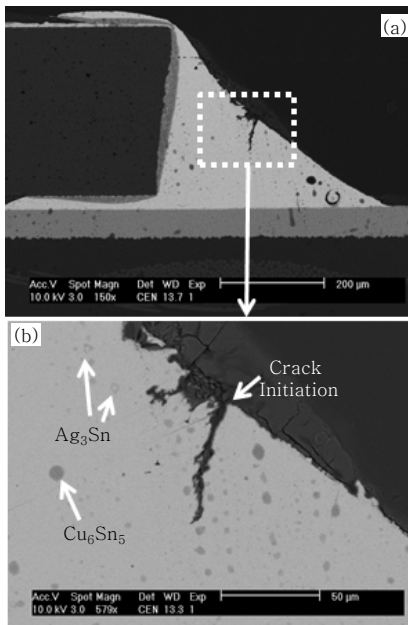 (a)
Acc.V Spot Magn Det WD Exp
10.0 kV 3.0 150x CEN 13.7 1
200 µm
(b)
Crack
Initiation
Ag3Sn
Cu6Sn5
Acc.V Spot Magn Det WD Exp
10.0 kV 3.0 579x CEN 13.3 1
50 µm